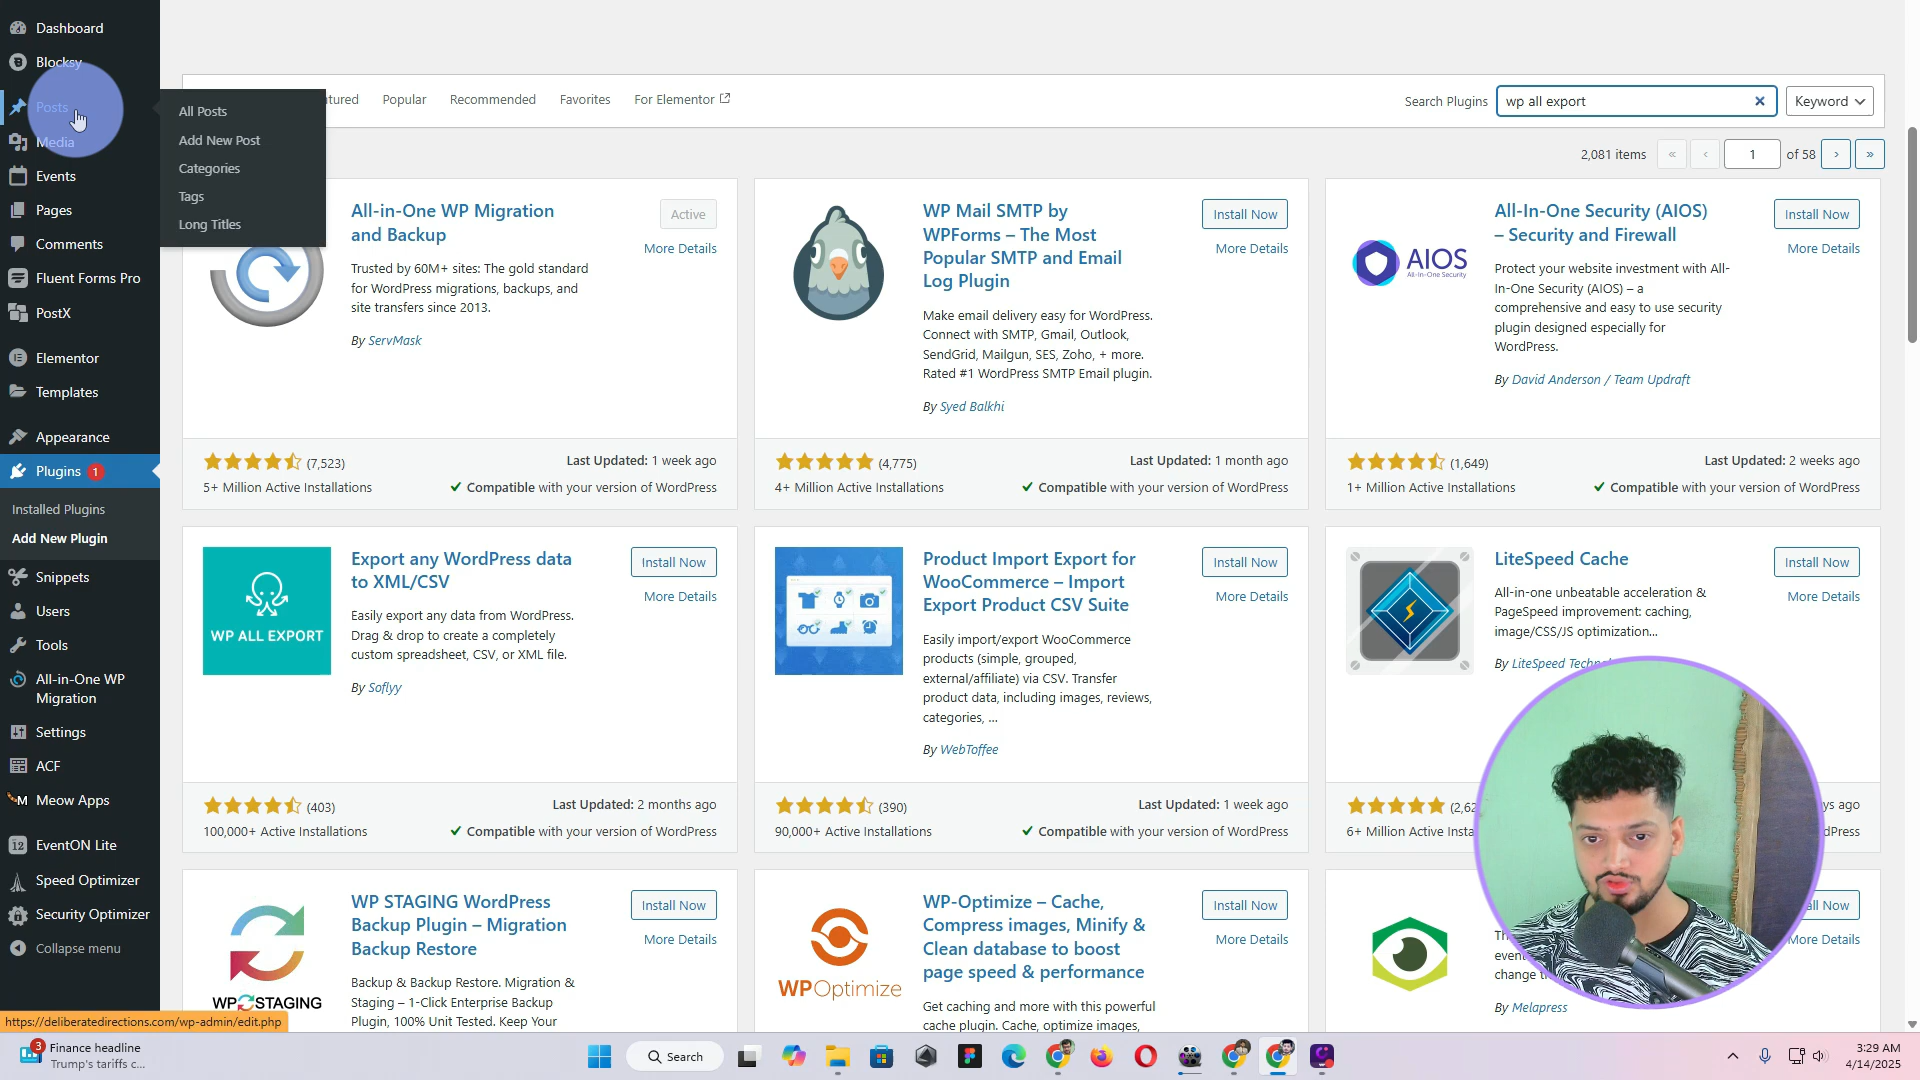 Dashboard
Blocksy
Posts
Media
Events
Pages
Comments
Fluent Forms Pro
PostX
Elementor
Templates
Appearance
Plugins 1
Installed Plugins
Add New Plugin
Snippets
Users
Tools
All-in-One WP
Migration
Settings
ACF
Meow Apps
EventON Lite
Speed Optimizer
Security Optimizer
Collapse menu
All Posts
Add New Post
Categories
Tags
Long Titles
Popular
Recommended
Favorites
For Elementor
Search Plugins
wp all export
Keyword
2,081 items
« ‹ 1 of 58 › »
All-in-One WP Migration
and Backup
Active
More Details
Trusted by 60M+ sites: The gold standard
for WordPress migrations, backups, and
site transfers since 2013.
By ServMask
(7,523)
5+ Million Active Installations
Last Updated: 1 week ago
Compatible with your version of WordPress
WP Mail SMTP by
WPForms – The Most
Popular SMTP and Email
Log Plugin
Install Now
More Details
Make email delivery easy for WordPress.
Connect with SMTP, Gmail, Outlook,
SendGrid, Mailgun, SES, Zoho, + more.
Rated #1 WordPress SMTP Email plugin.
By Syed Balkhi
(4,775)
4+ Million Active Installations
Last Updated: 1 month ago
Compatible with your version of WordPress
AIOS
All-In-One Security
All-In-One Security (AIOS)
– Security and Firewall
Install Now
More Details
Protect your website investment with All-
In-One Security (AIOS) – a
comprehensive and easy to use security
plugin designed especially for
WordPress.
By David Anderson / Team Updraft
(1,649)
1+ Million Active Installations
Last Updated: 2 weeks ago
Compatible with your version of WordPress
WP ALL EXPORT
Export any WordPress data
to XML/CSV
Install Now
More Details
Easily export any data from WordPress.
Drag & drop to create a completely
custom spreadsheet, CSV, or XML file.
By Soflyy
(403)
100,000+ Active Installations
Last Updated: 2 months ago
Compatible with your version of WordPress
Product Import Export for
WooCommerce – Import
Export Product CSV Suite
Install Now
More Details
Easily import/export WooCommerce
products (simple, grouped,
external/affiliate) via CSV. Transfer
product data, including images, reviews,
categories, ...
By WebToffee
(390)
90,000+ Active Installations
Last Updated: 1 week ago
Compatible with your version of WordPress
LiteSpeed Cache
Install Now
More Details
All-in-one unbeatable acceleration &
PageSpeed improvement: caching,
image/CSS/JS optimization...
By LiteSpeed
6+ Million Active
ago
WP STAGING
WP STAGING WordPress
Backup Plugin – Migration
Backup Restore
Install Now
More Details
Backup & Backup Restore. Migration &
Staging – 1-Click Enterprise Backup
Plugin, 100% Unit Tested. Keep Your
WPOptimize
WP-Optimize – Cache,
Compress images, Minify &
Clean database to boost
page speed & performance
Install Now
More Details
Get caching and more with this powerful
cache plugin. Cache, optimize images,
Now
More Details
change
By Melapress
https://deliberatedirections.com/wp-admin/edit.php
3
Finance headline
Trump's tariffs c...
Search
3:29 AM
4/14/2025